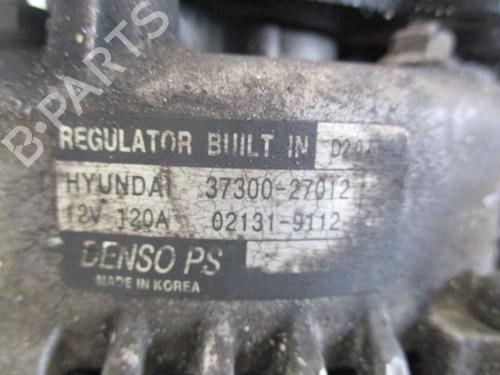 B-PARTS
REGULATOR BUILT IN
HYUNDAI 37300-27012
12V 120A 02131-9112
DENSO PS
MADE IN KOREA